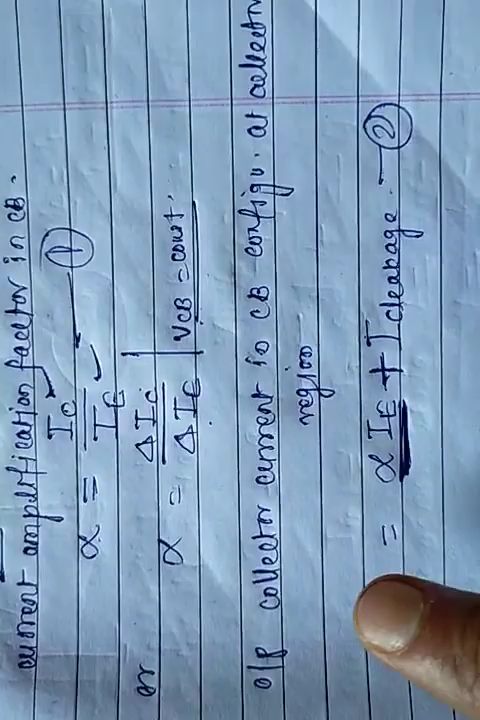 current amplification factor in CB.
α = Ic / IE — ①
or
α = ΔIc / ΔIE | VCB = const.
o/p collector current in CB configu. at collector
region
= α IE + I cleakage. — ②